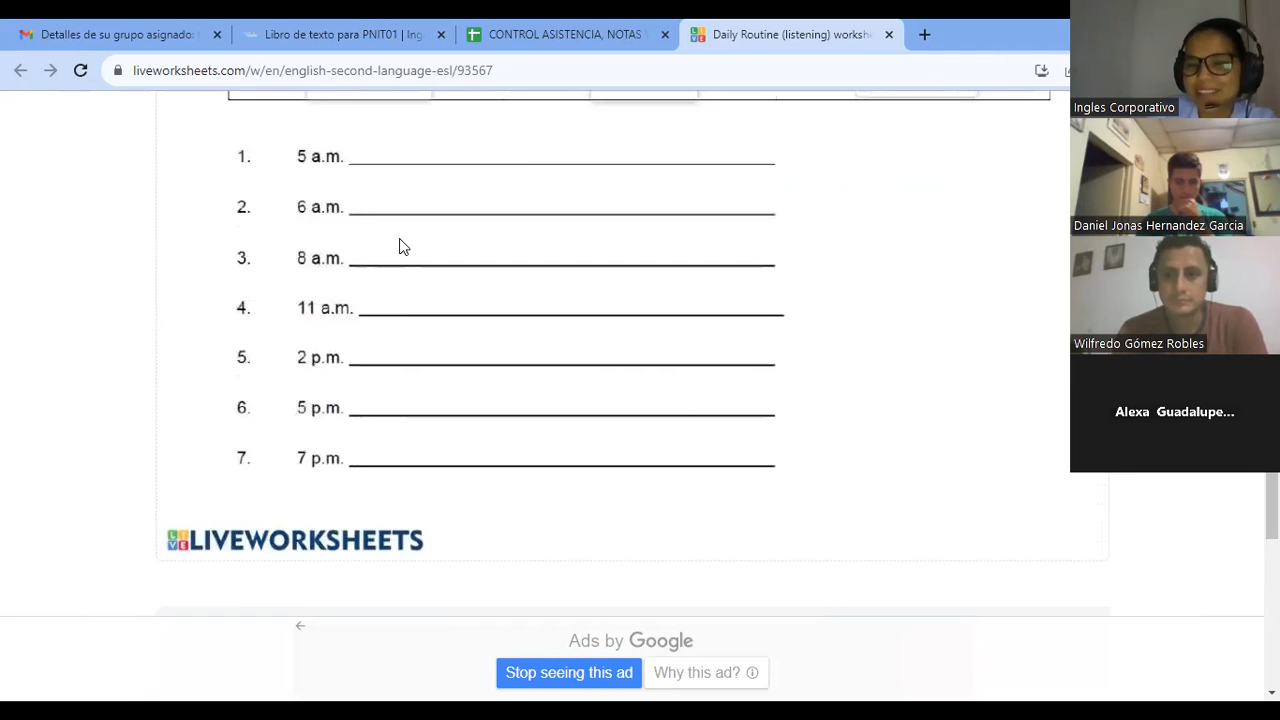 Detalles de su grupo asignado:
Libro de texto para PNIT01 | Ing
CONTROL ASISTENCIA, NOTAS
Daily Routine (listening) workshe
liveworksheets.com/w/en/english-second-language-esl/93567
1. 5 a.m.
2. 6 a.m.
3. 8 a.m.
4. 11 a.m.
5. 2 p.m.
6. 5 p.m.
7. 7 p.m.
LIVE
LIVEWORKSHEETS
Ads by Google
Stop seeing this ad
Why this ad?
Ingles Corporativo
Daniel Jonas Hernandez Garcia
Wilfredo Gómez Robles
Alexa Guadalupe...